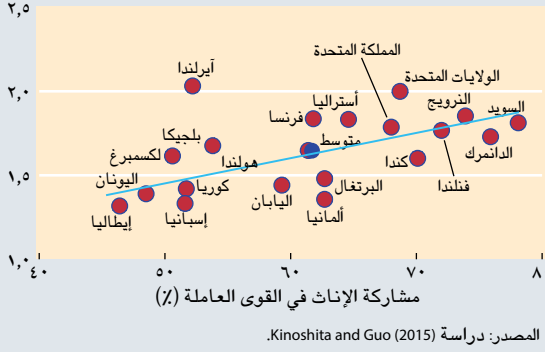 ٢,٥
المملكة المتحدة
آيرلندا
الولايات المتحدة
٢,٠
أستراليا
النرويج
السويد
فرنسا
بلجيكا
متوسط
لكسمبرغ
هولندا
كندا
الدانمرك
١,٥
اليونان
كوريا
اليابان
البرتغال
فنلندا
إيطاليا
إسبانيا
ألمانيا
١,٠
٤٠ ٥٠ ٦٠ ٧٠ ٨
مشاركة الإناث في القوى العاملة (٪)
المصدر: دراسة Kinoshita and Guo (2015).